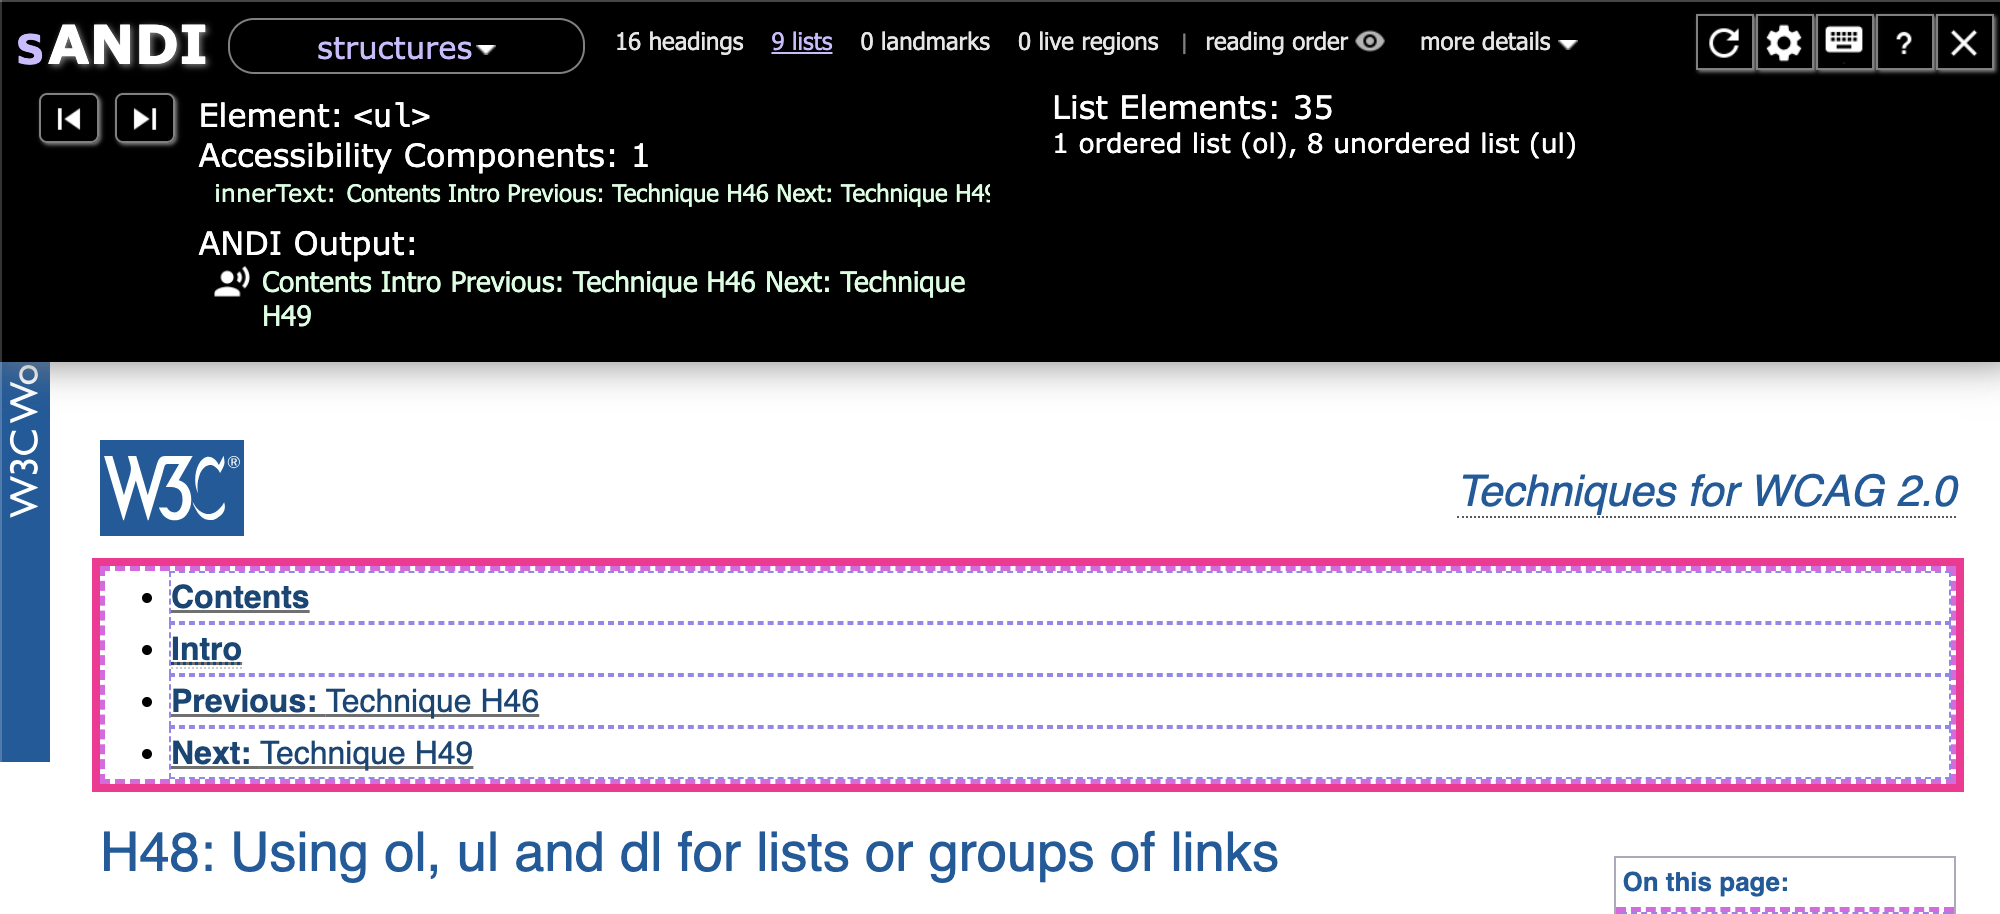 sANDI structures 16 headings 9 lists 0 landmarks 0 live regions | reading order more details ?
Element: <ul>
Accessibility Components: 1
innerText: Contents Intro Previous: Technique H46 Next: Technique H49
ANDI Output:
Contents Intro Previous: Technique H46 Next: Technique
H49
List Elements: 35
1 ordered list (ol), 8 unordered list (ul)
W3C Wo
W3C®
Techniques for WCAG 2.0
• Contents
• Intro
• Previous: Technique H46
• Next: Technique H49
H48: Using ol, ul and dl for lists or groups of links
On this page: